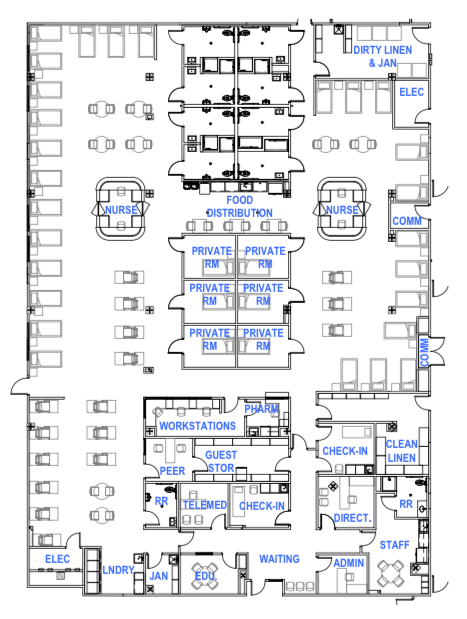 DIRTY LINEN
& JAN
ELEC
NURSE
FOOD
DISTRIBUTION
NURSE
COMM
PRIVATE
RM
PRIVATE
RM
PRIVATE
RM
PRIVATE
RM
PRIVATE
RM
PRIVATE
RM
COMM
PHARM
WORKSTATIONS
CHECK-IN
CLEAN
LINEN
PEER
GUEST
STOR
RR
TELEMED
CHECK-IN
DIRECT.
RR
STAFF
ELEC
LNDRY
JAN
EDU.
WAITING
ADMIN